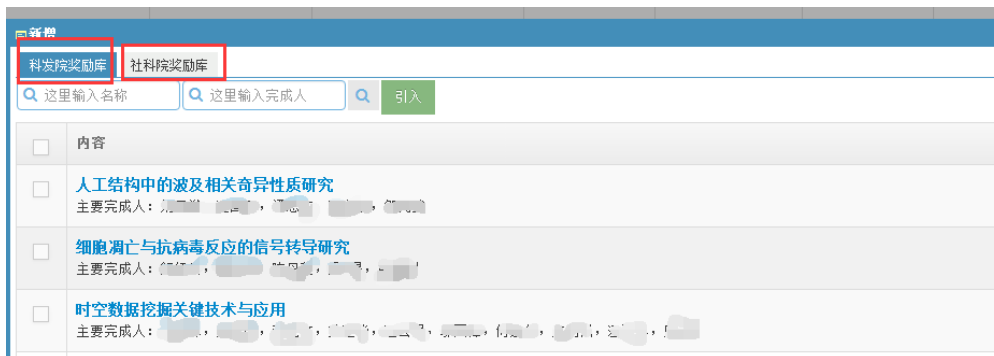 新增
科发院奖励库 社科院奖励库
这里输入名称 这里输入完成人 引入
内容
人工结构中的波及相关奇异性质研究
主要完成人：
细胞凋亡与抗病毒反应的信号转导研究
主要完成人：
时空数据挖掘关键技术与应用
主要完成人：